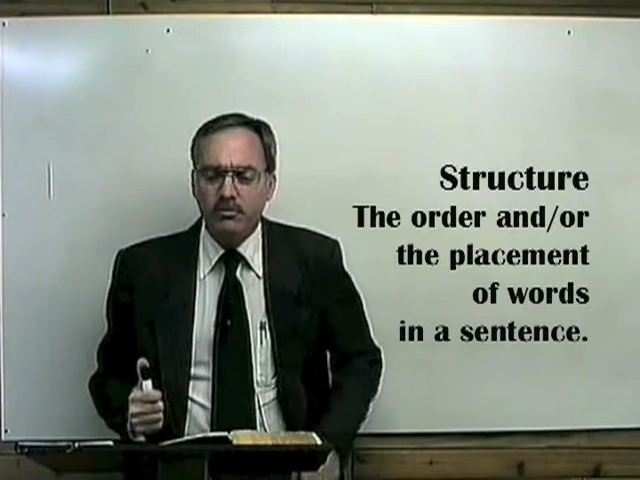 Structure
The order and/or
the placement
of words
in a sentence.